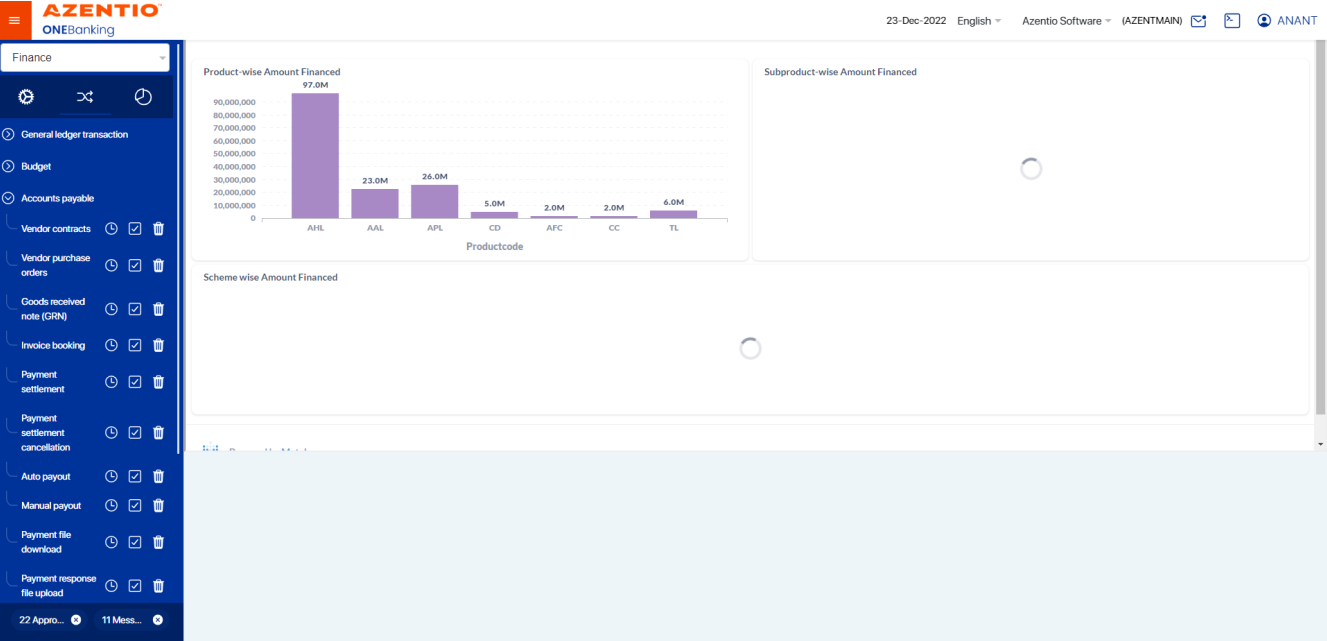 AZENTIO
ONEBanking
23-Dec-2022 English Azentio Software (AZENTMAIN) ANANT
Finance
General ledger transaction
Budget
Accounts payable
Vendor contracts
Vendor purchase
orders
Goods received
note (GRN)
Invoice booking
Payment
settlement
Payment
settlement
cancellation
Auto payout
Manual payout
Payment file
download
Payment response
file upload
22 Appro... 11 Mess...
Product-wise Amount Financed
97.0M
90,000,000
80,000,000
70,000,000
60,000,000
50,000,000
40,000,000
30,000,000
20,000,000
10,000,000
0
23.0M
26.0M
5.0M
2.0M
2.0M
6.0M
AHL AAL APL CD AFC CC TL
Productcode
Subproduct-wise Amount Financed
Scheme wise Amount Financed